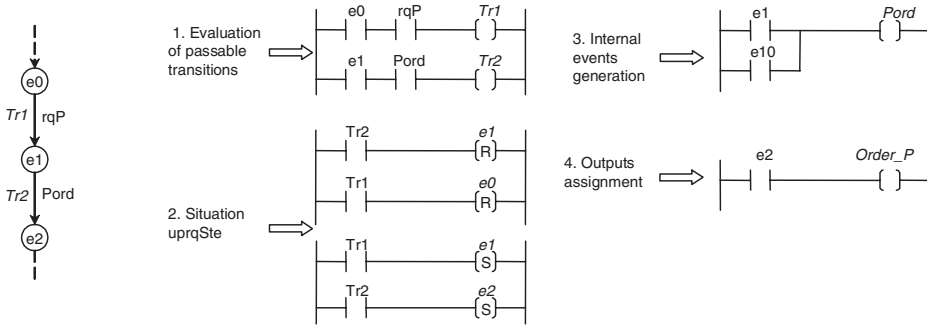 e0
Tr1 rqP
e1
Tr2 Pord
e2
1. Evaluation
of passable
transitions
e0 rqP Tr1
e1 Pord Tr2
2. Situation
uprqSte
Tr2 e1
R
Tr1 e0
R
Tr1 e1
S
Tr2 e2
S
3. Internal
events
generation
e1 Pord
e10
4. Outputs
assignment
e2 Order_P